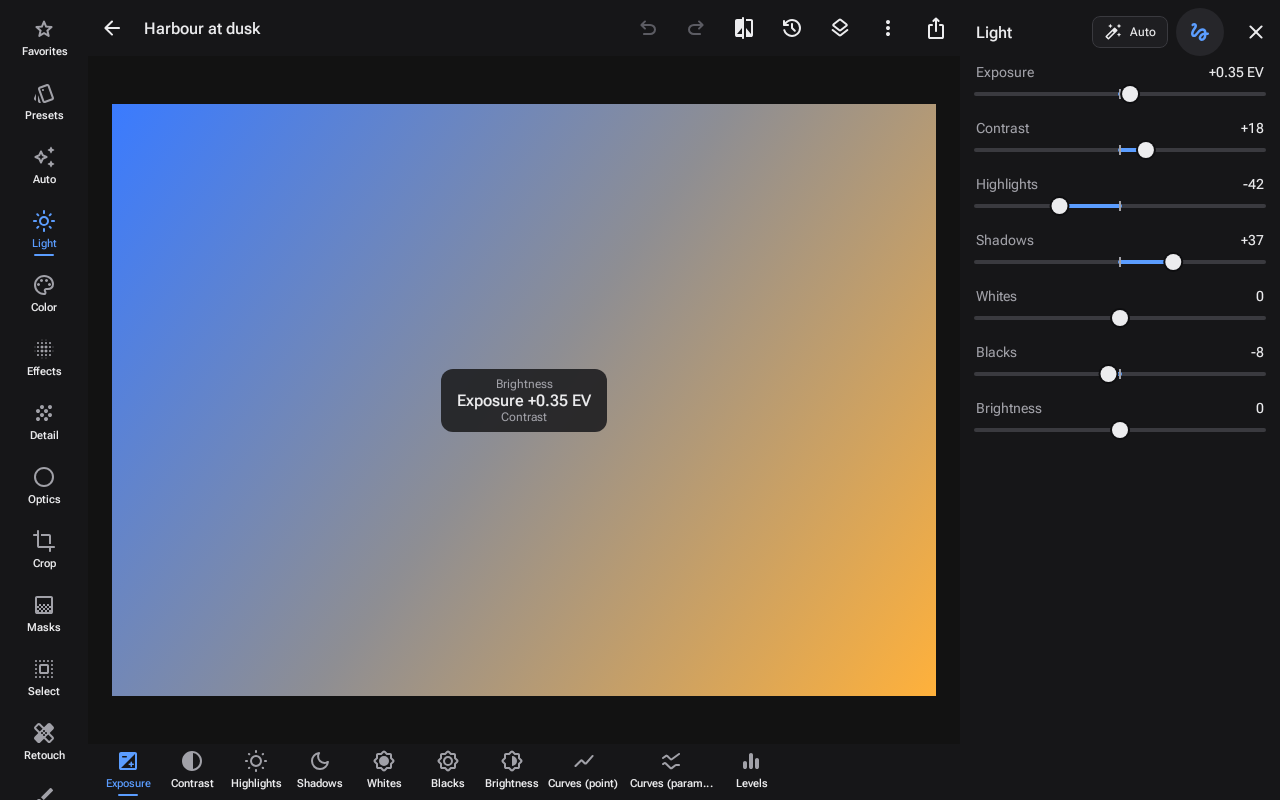 Favorites
Presets
Auto
Light
Color
Effects
Detail
Optics
Crop
Masks
Select
Retouch
Harbour at dusk
Brightness
Exposure +0.35 EV
Contrast
Exposure
Contrast
Highlights
Shadows
Whites
Blacks
Brightness
Curves (point)
Curves (param...
Levels
Light
Auto
Exposure +0.35 EV
Contrast +18
Highlights -42
Shadows +37
Whites 0
Blacks -8
Brightness 0